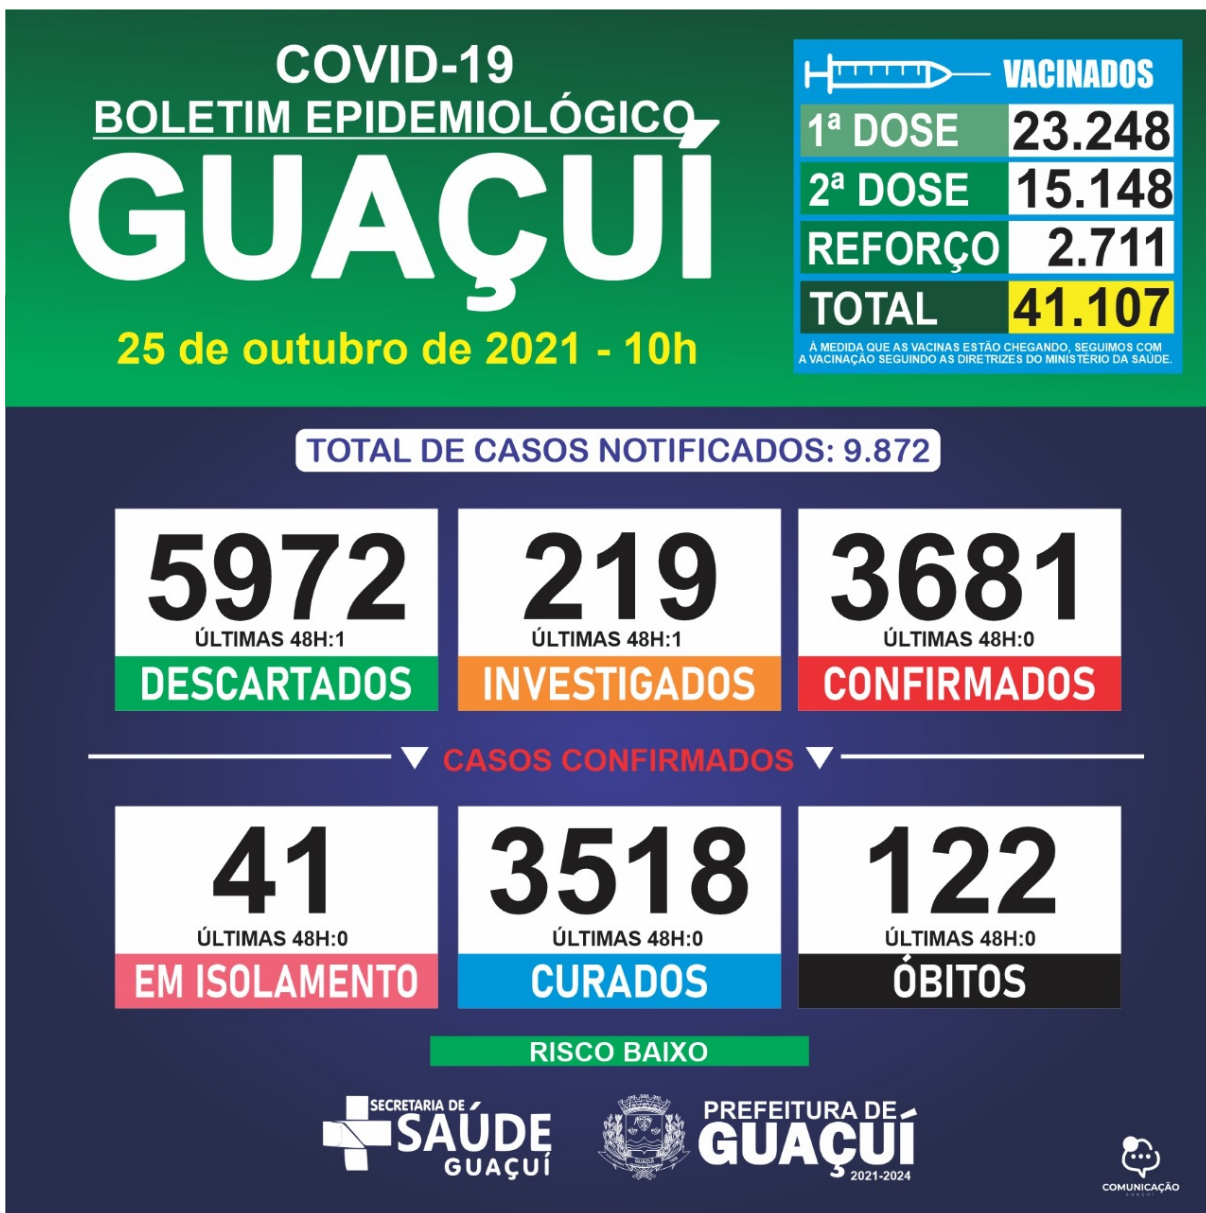 COVID-19
BOLETIM EPIDEMIOLÓGICO
GUAÇUÍ
25 de outubro de 2021 - 10h
VACINADOS
1ª DOSE 23.248
2ª DOSE 15.148
REFORÇO 2.711
TOTAL 41.107
À MEDIDA QUE AS VACINAS ESTÃO CHEGANDO, SEGUIMOS COM
A VACINAÇÃO SEGUINDO AS DIRETRIZES DO MINISTÉRIO DA SAÚDE.
TOTAL DE CASOS NOTIFICADOS: 9.872
5972
ÚLTIMAS 48H:1
DESCARTADOS
219
ÚLTIMAS 48H:1
INVESTIGADOS
3681
ÚLTIMAS 48H:0
CONFIRMADOS
CASOS CONFIRMADOS
41
ÚLTIMAS 48H:0
EM ISOLAMENTO
3518
ÚLTIMAS 48H:0
CURADOS
122
ÚLTIMAS 48H:0
ÓBITOS
RISCO BAIXO
SECRETARIA DE
SAÚDE
GUAÇUÍ
PREFEITURA DE
GUAÇUÍ
2021-2024
COMUNICAÇÃO
GUAÇUÍ